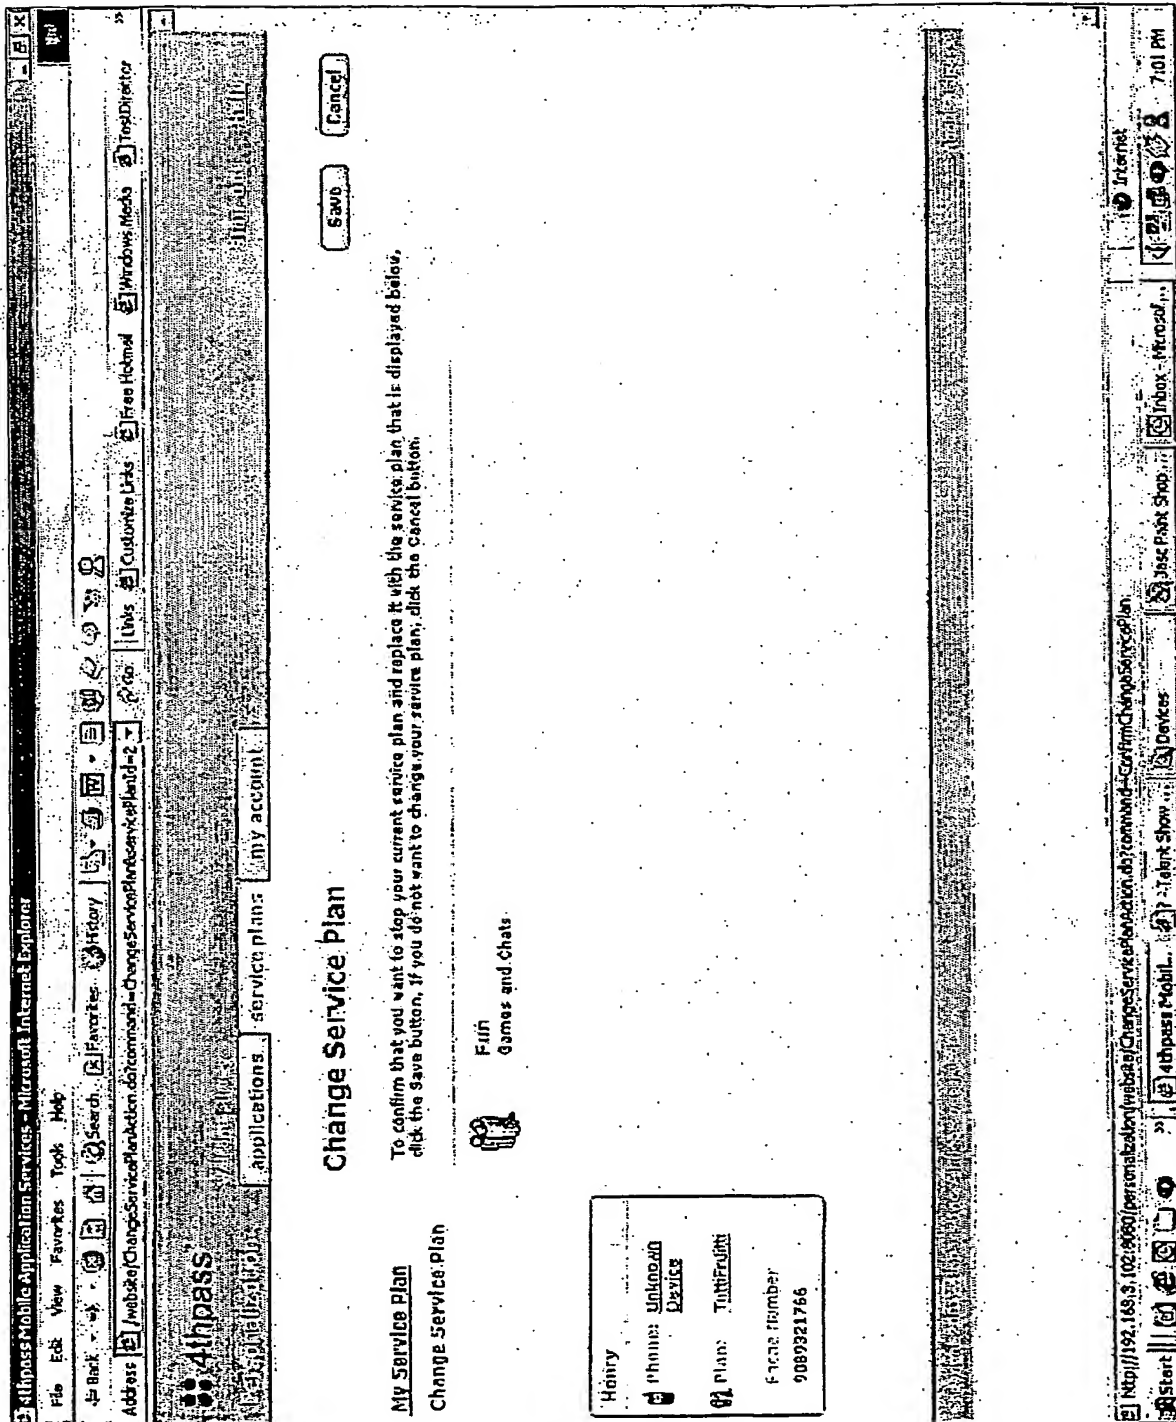 4thpass Mobile Application Services - Microsoft Internet Explorer
File Edit View Favorites Tools Help
Back Search Favorites History
Address /website/ChangeServicePlanAction.do?command=ChangeServicePlan&servicePlanId=2 Go Links Customize Links Free Hotmail Windows Media TestDirector
4thpass
Help
applications service plans my account
Change Service Plan
Save Cancel
My Service Plan
Change Service Plan
To confirm that you want to stop your current service plan and replace it with the service plan that is displayed below,
click the Save button. If you do not want to change your service plan, click the Cancel button.
Fun
Games and Chats
Henry
Phone: Unknown
Device
Plan: TuttiFruitti
Phone number
9089321766
http://192.168.3.102:8080/personalization/website/ChangeServicePlanAction.do?command=ConfirmChangeServicePlan
Internet
Start 4thpass Mobil... Talent Show ... Devices Jasc Paint Shop ... Inbox - Microsof... 7:01 PM